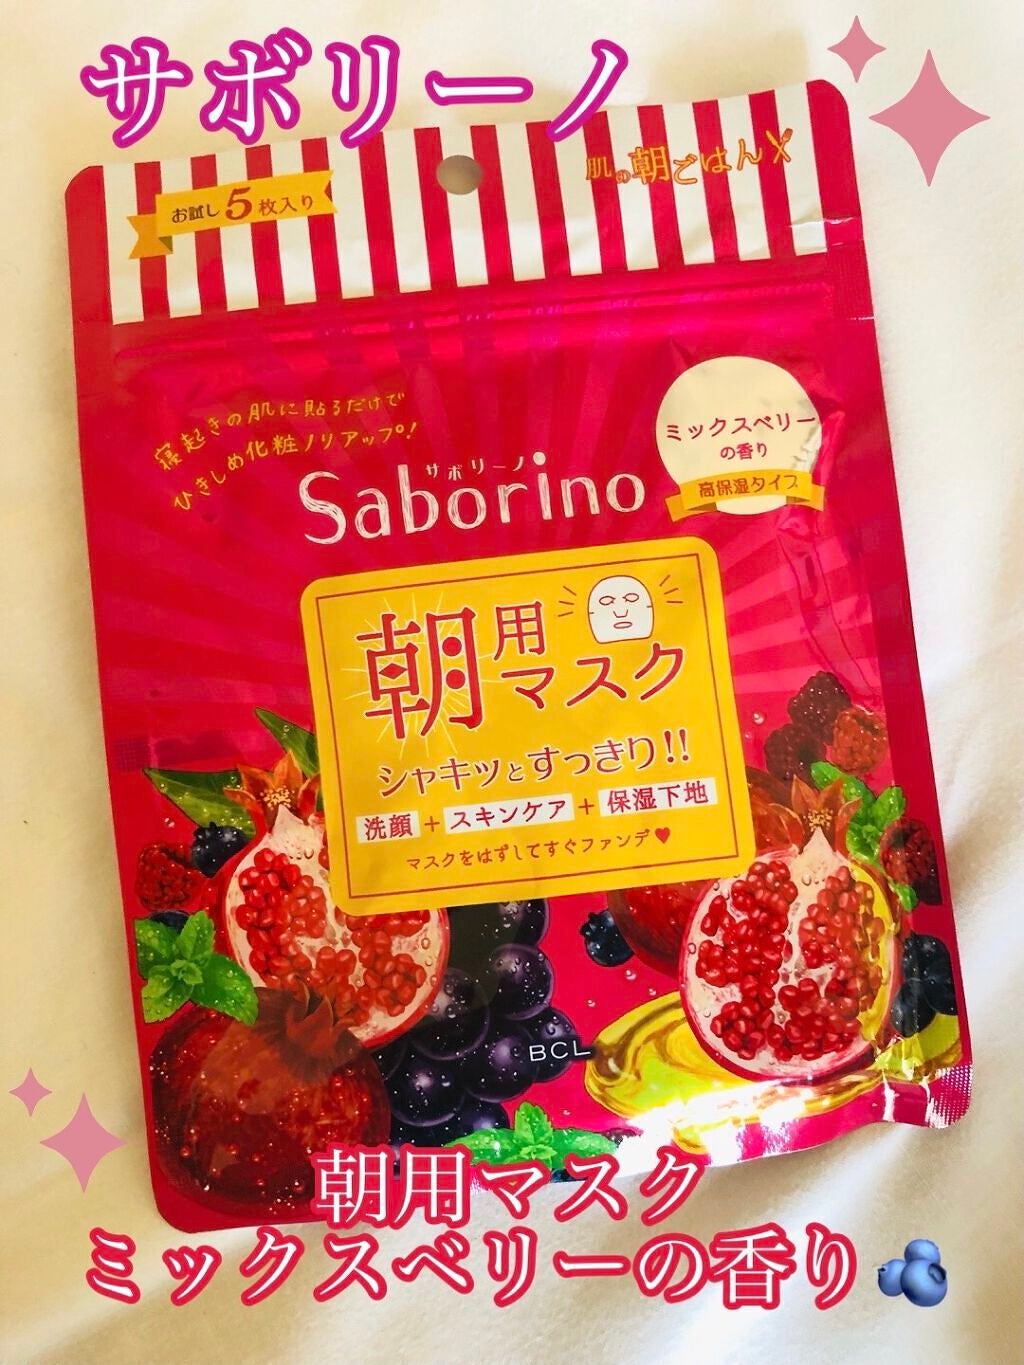 サボリーノ
お試し5枚入り
肌の朝ごはん
寝起きの肌に貼るだけで
ひきしめ化粧ノリアップ!
ミックスベリー
の香り
高保湿タイプ
サボリーノ
Saborino
朝用
マスク
シャキッとすっきり!!
洗顔+スキンケア+保湿下地
マスクをはずしてすぐファンデ♥
BCL
朝用マスク
ミックスベリーの香り🫐